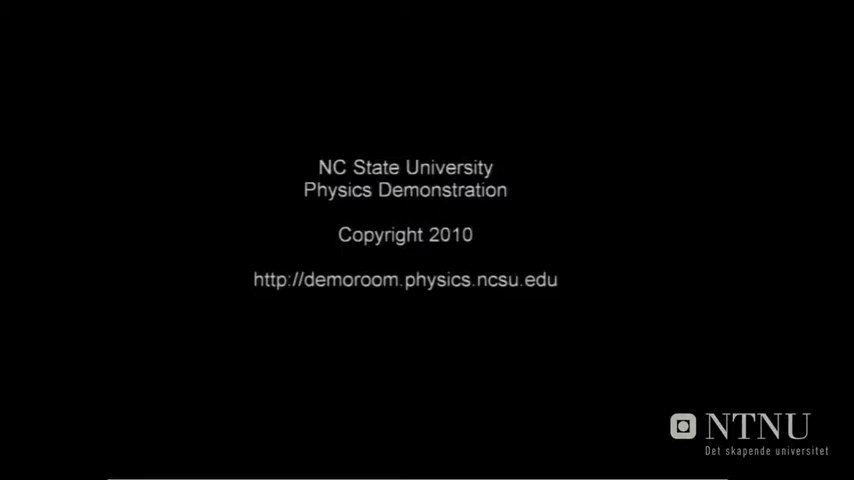 NC State University
Physics Demonstration
Copyright 2010
http://demoroom.physics.ncsu.edu
NTNU
Det skapende universitet